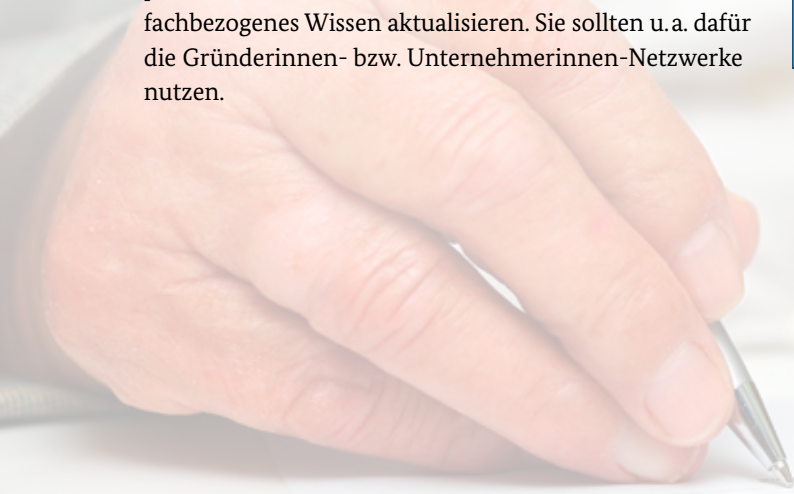 fachbezogenes Wissen aktualisieren. Sie sollten u. a. dafür
die Gründerinnen- bzw. Unternehmerinnen-Netzwerke
nutzen.